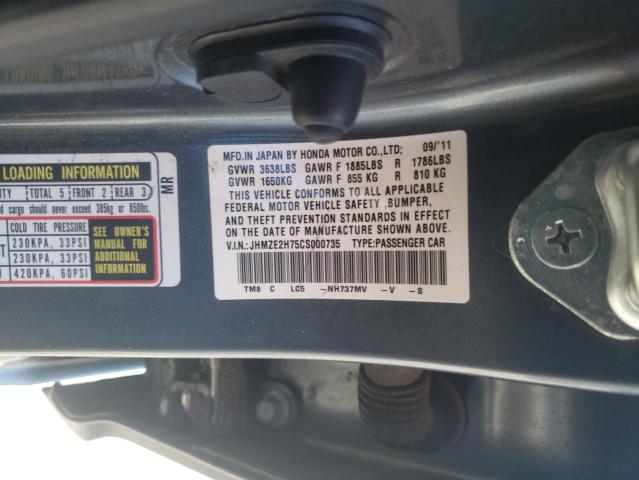 MFD.IN JAPAN BY HONDA MOTOR CO.,LTD; 09/'11
GVWR 3638LBS GAWR F 1885LBS R 1786LBS
GVWR 1650KG GAWR F 855 KG R 810 KG
THIS VEHICLE CONFORMS TO ALL APPLICABLE
FEDERAL MOTOR VEHICLE SAFETY ,BUMPER,
AND THEFT PREVENTION STANDARDS IN EFFECT
ON THE DATE OF MANUFACTURE SHOWN ABOVE.
V.I.N.:JHMZE2H75CS000735 TYPE:PASSENGER CAR
TM8 C LC5 -NH737MV -V -S
LOADING INFORMATION
TOTAL 5 FRONT 2 REAR 3
cargo should never exceed 385kg or 850lbs.
COLD TIRE PRESSURE
230KPA, 33PSI
230KPA, 33PSI
420KPA, 60PSI
SEE OWNER'S
MANUAL FOR
ADDITIONAL
INFORMATION
MR